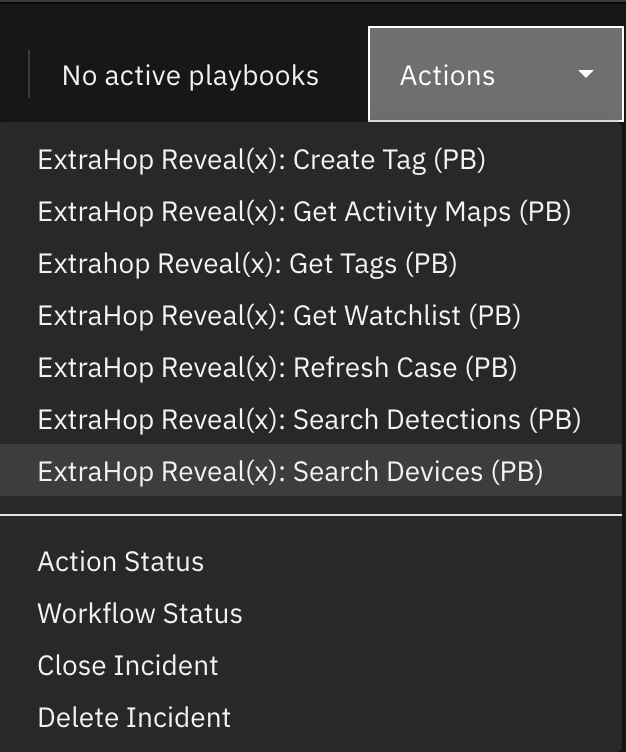 No active playbooks
Actions
ExtraHop Reveal(x): Create Tag (PB)
ExtraHop Reveal(x): Get Activity Maps (PB)
Extrahop Reveal(x): Get Tags (PB)
ExtraHop Reveal(x): Get Watchlist (PB)
ExtraHop Reveal(x): Refresh Case (PB)
ExtraHop Reveal(x): Search Detections (PB)
ExtraHop Reveal(x): Search Devices (PB)
Action Status
Workflow Status
Close Incident
Delete Incident